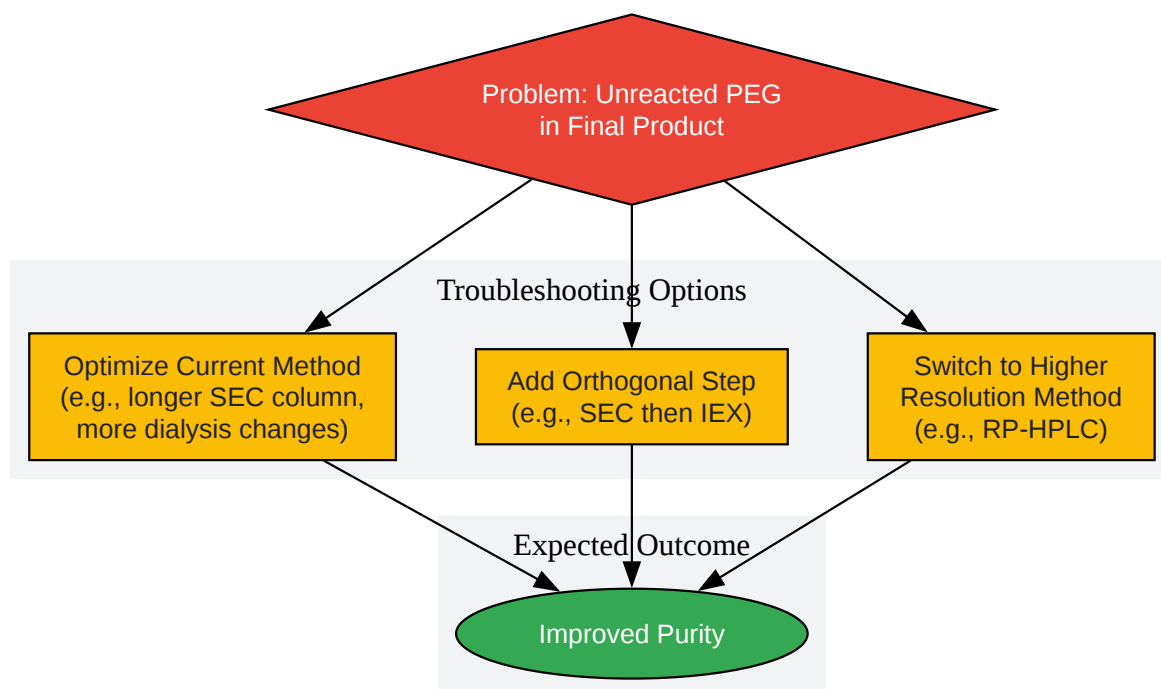 Problem: Unreacted PEG
in Final Product
Troubleshooting Options
Optimize Current Method
(e.g., longer SEC column,
more dialysis changes)
Add Orthogonal Step
(e.g., SEC then IEX)
Switch to Higher
Resolution Method
(e.g., RP-HPLC)
Expected Outcome
Improved Purity